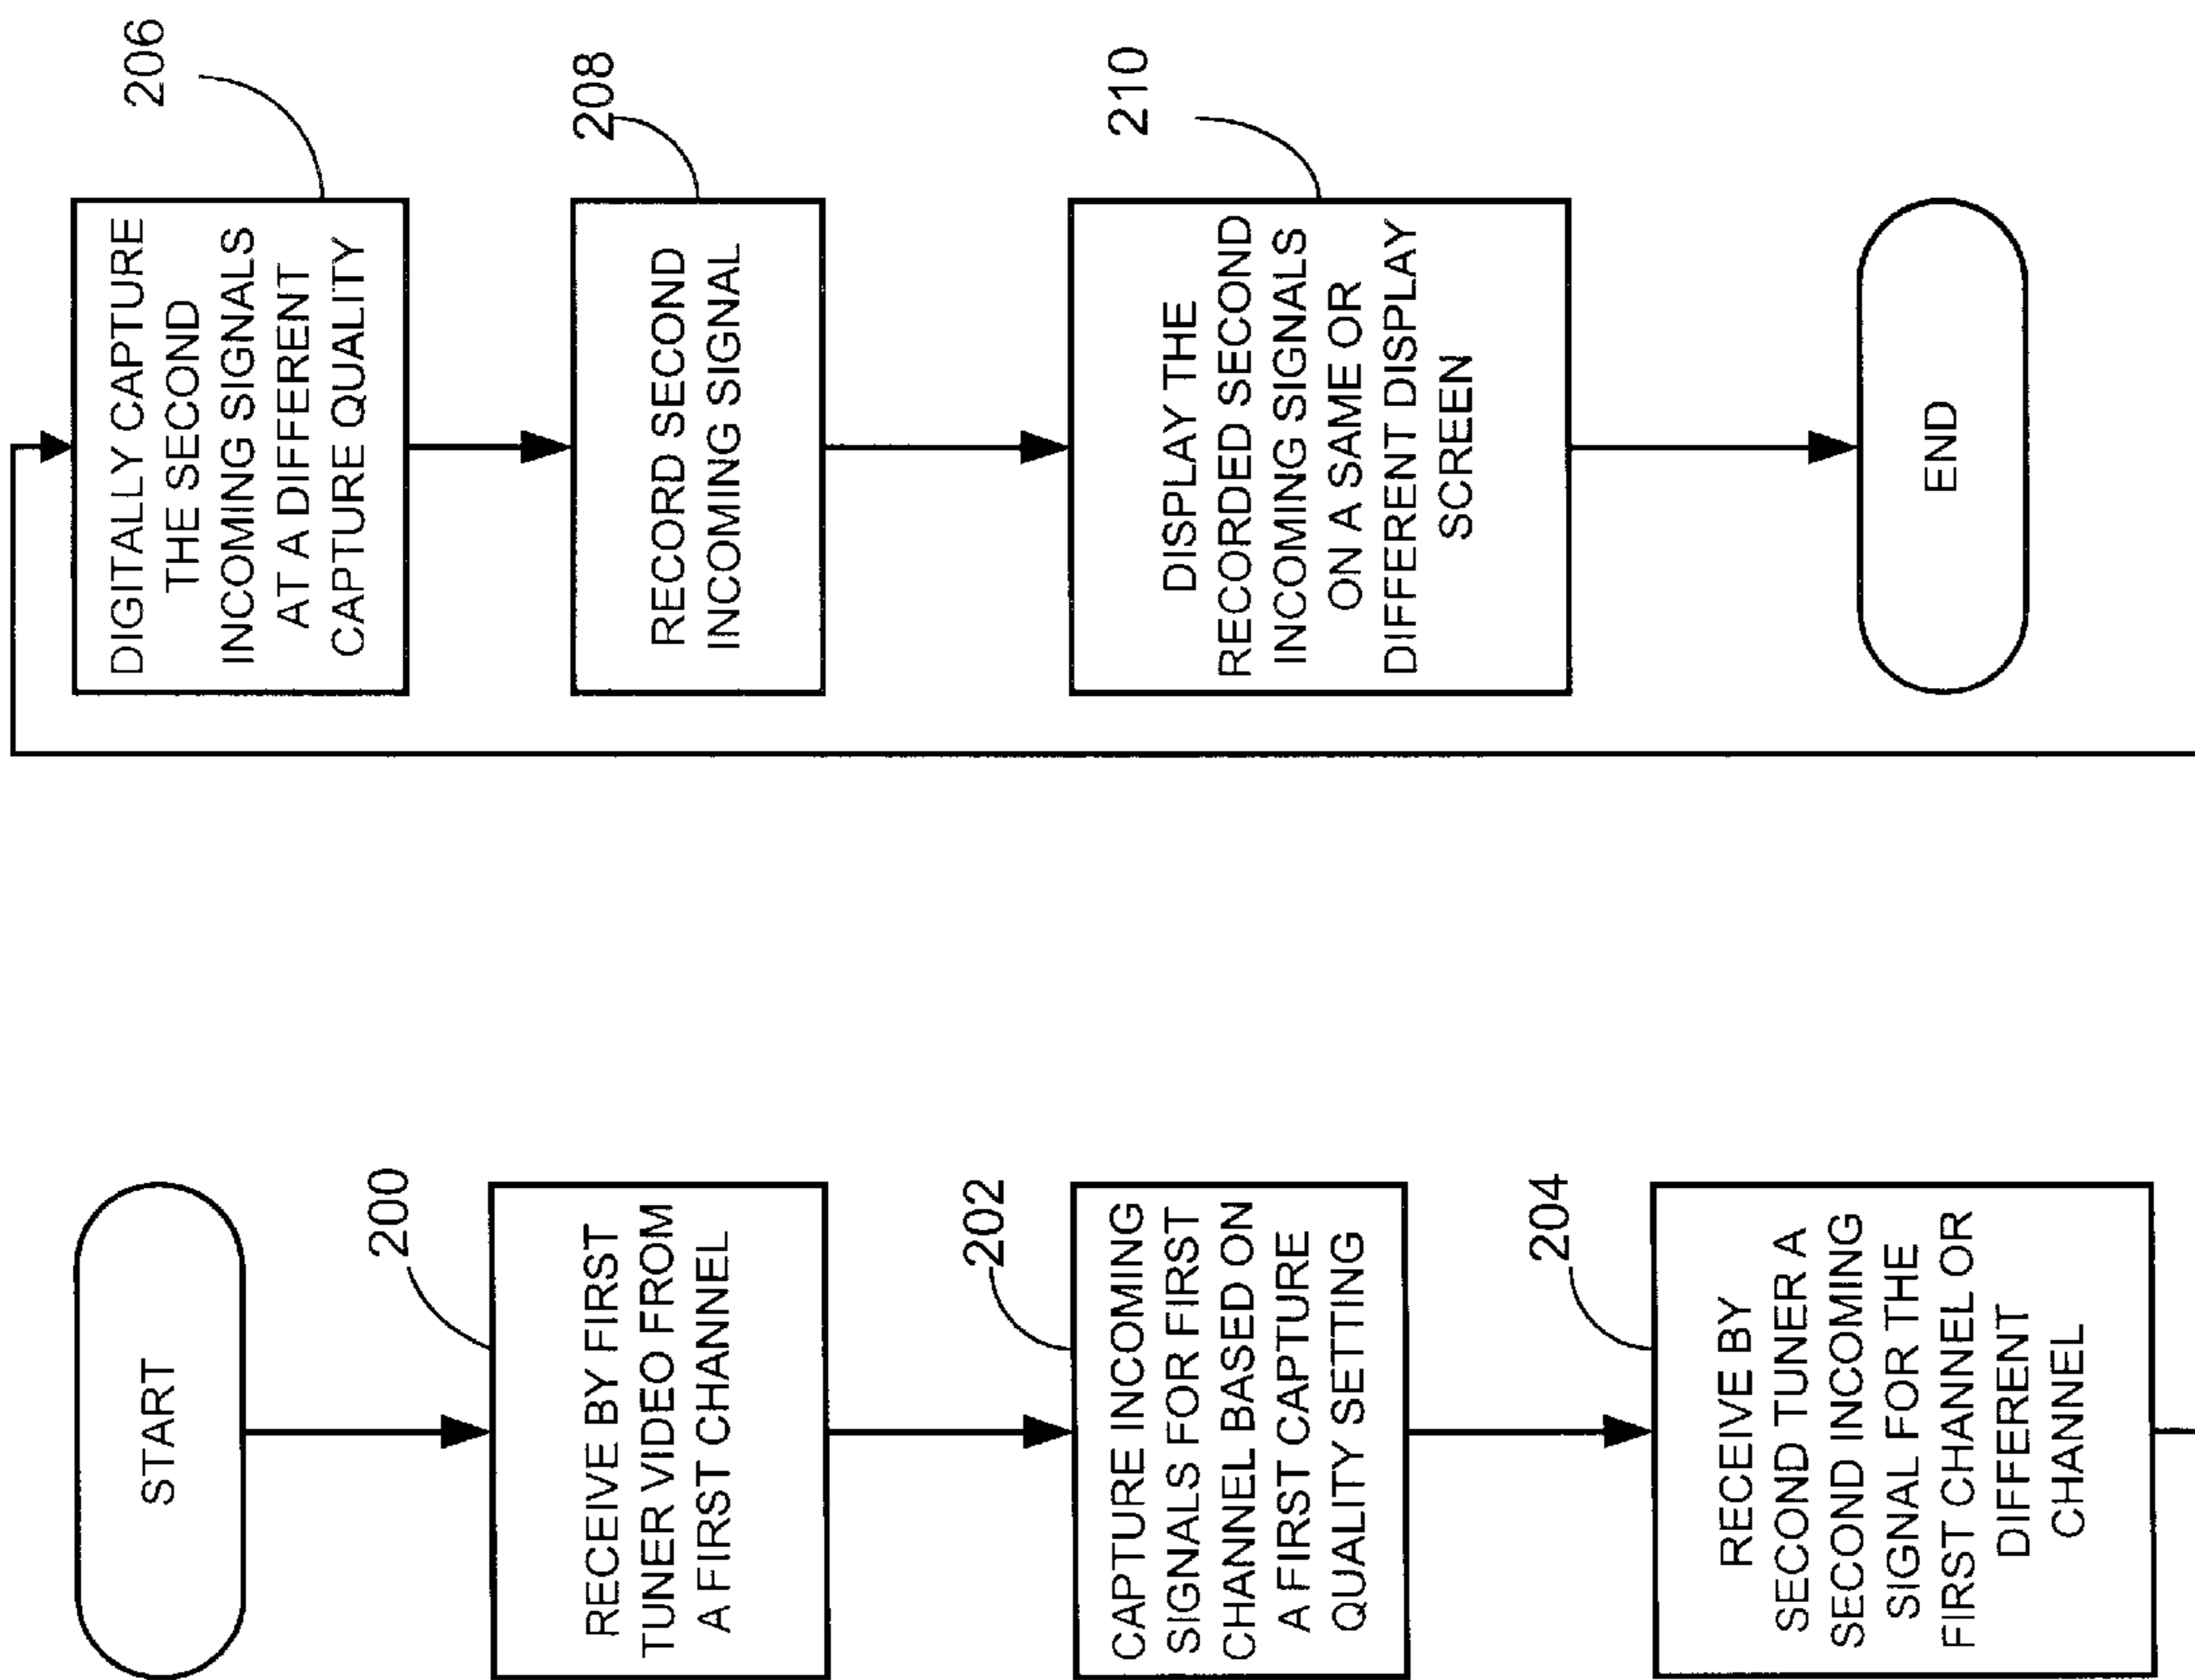 START
200
RECEIVE BY FIRST
TUNER VIDEO FROM
A FIRST CHANNEL
202
CAPTURE INCOMING
SIGNALS FOR FIRST
CHANNEL BASED ON
A FIRST CAPTURE
QUALITY SETTING
204
RECEIVE BY
SECOND TUNER A
SECOND INCOMING
SIGNAL FOR THE
FIRST CHANNEL OR
DIFFERENT
CHANNEL
206
DIGITALLY CAPTURE
THE SECOND
INCOMING SIGNALS
AT A DIFFERENT
CAPTURE QUALITY
208
RECORD SECOND
INCOMING SIGNAL
210
DISPLAY THE
RECORDED SECOND
INCOMING SIGNALS
ON A SAME OR
DIFFERENT DISPLAY
SCREEN
END